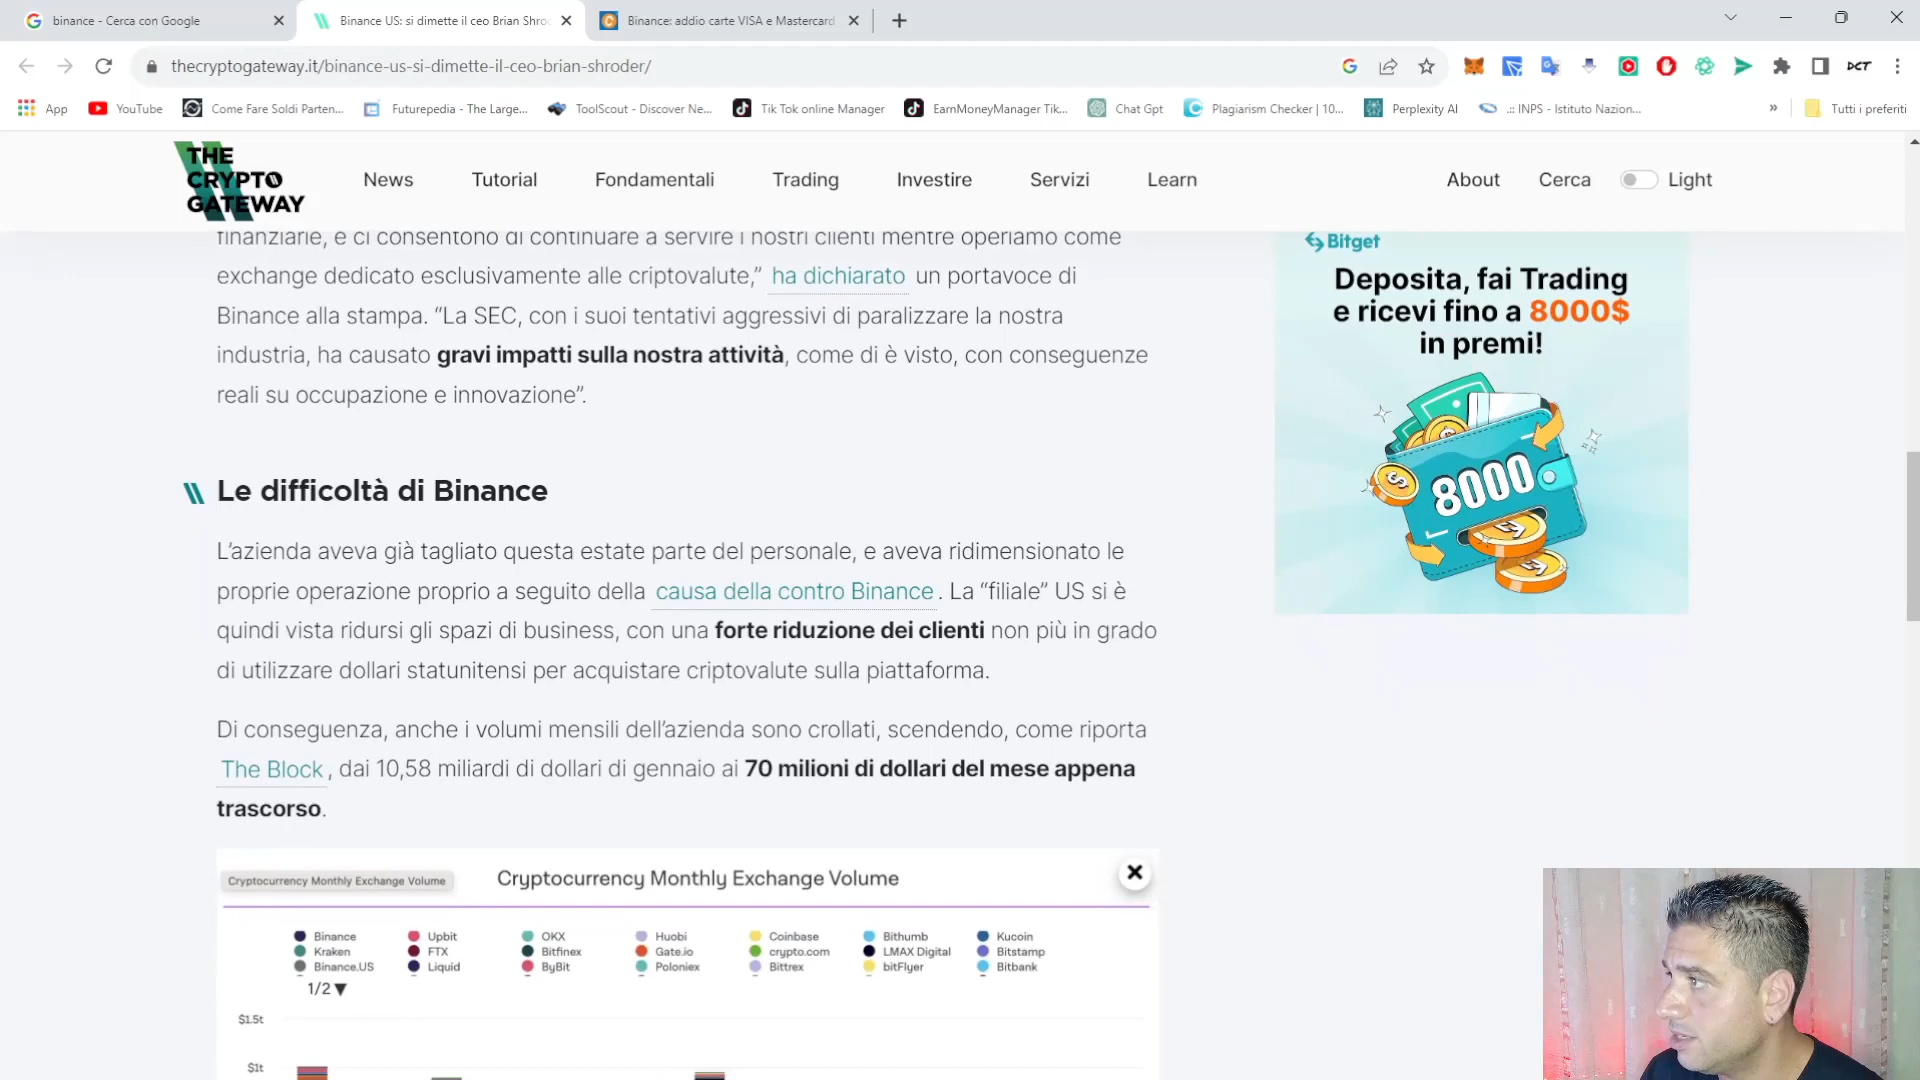 binance - Cerca con Google
Binance US: si dimette il ceo Brian Shro
Binance: addio carte VISA e Mastercard
thecryptogateway.it/binance-us-si-dimette-il-ceo-brian-shroder/
DCT
App
YouTube
Come Fare Soldi Parten...
Futurepedia - The Large...
ToolScout - Discover Ne...
Tik Tok online Manager
EarnMoneyManager Tik...
Chat Gpt
Plagiarism Checker | 10...
Perplexity AI
.:: INPS - Istituto Nazion...
»
Tutti i preferiti
THE
CRYPTO
GATEWAY
News
Tutorial
Fondamentali
Trading
Investire
Servizi
Learn
About
Cerca
Light
finanziarie, e ci consentono di continuare a servire i nostri clienti mentre operiamo come
exchange dedicato esclusivamente alle criptovalute,” ha dichiarato un portavoce di
Binance alla stampa. “La SEC, con i suoi tentativi aggressivi di paralizzare la nostra
industria, ha causato gravi impatti sulla nostra attività, come di è visto, con conseguenze
reali su occupazione e innovazione”.
Le difficoltà di Binance
L’azienda aveva già tagliato questa estate parte del personale, e aveva ridimensionato le
proprie operazione proprio a seguito della causa della contro Binance. La “filiale” US si è
quindi vista ridursi gli spazi di business, con una forte riduzione dei clienti non più in grado
di utilizzare dollari statunitensi per acquistare criptovalute sulla piattaforma.
Di conseguenza, anche i volumi mensili dell’azienda sono crollati, scendendo, come riporta
The Block, dai 10,58 miliardi di dollari di gennaio ai 70 milioni di dollari del mese appena
trascorso.
Bitget
Deposita, fai Trading
e ricevi fino a 8000$
in premi!
8000
Cryptocurrency Monthly Exchange Volume
Cryptocurrency Monthly Exchange Volume
Binance Upbit OKX Huobi Coinbase Bithumb Kucoin
Kraken FTX Bitfinex Gate.io crypto.com LMAX Digital Bitstamp
Binance.US Liquid ByBit Poloniex Bittrex bitFlyer Bitbank
1/2▼
$1.5t
$1t